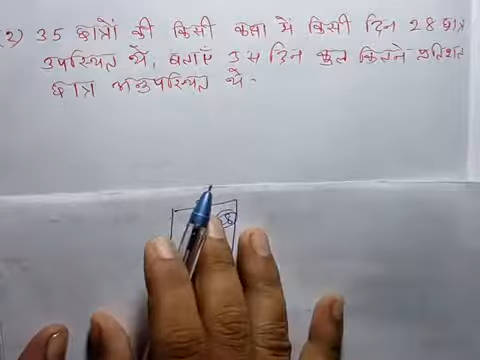 (2) 35 छात्रों की किसी कक्षा में किसी दिन 28 छात्र
उपस्थित थे, बताएँ उस दिन कुल कितने प्रतिशत
छात्र अनुपस्थित थे.